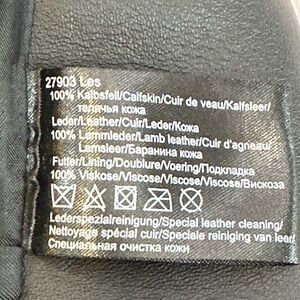 27903 Les
100% Kalbsfell/Calfskin/Cuir de veau/Kalfsleer/
телячья кожа
Leder/Leather/Cuir/Leder/Кожа
100% Lammleder/Lamb leather/Cuir d'agneau/
Lamsleer/Баранина кожа
Futter/Lining/Doublure/Voering/Подкладка
100% Viskose/Viscose/Viscose/Viscose/Вискоза
Lederspezialreinigung/Special leather cleaning/
Nettoyage spécial cuir/Speciale reiniging van leer/
Специальная очистка кожи